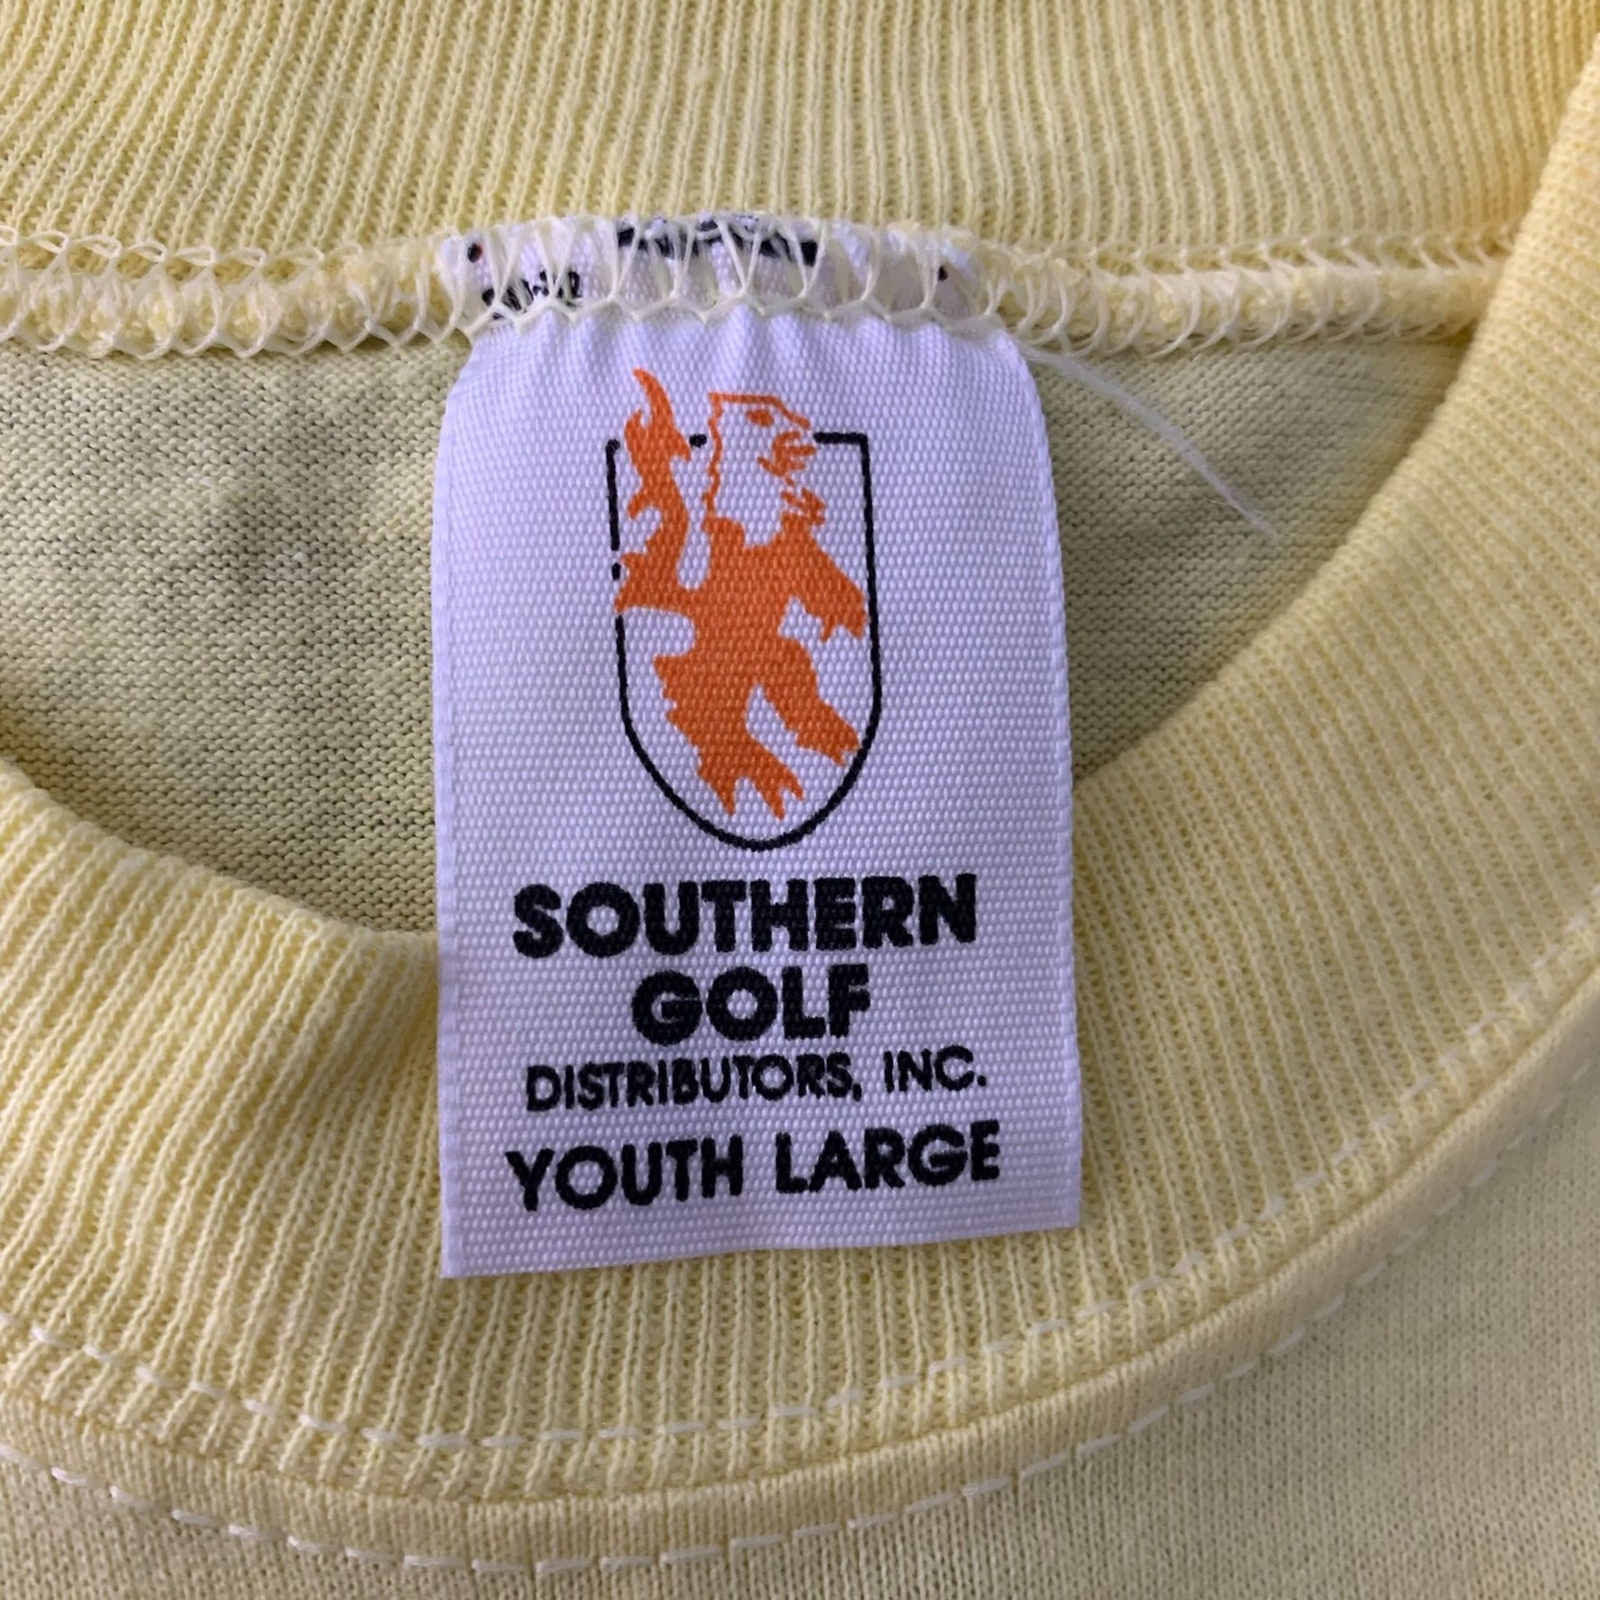 SOUTHERN
GOLF
DISTRIBUTORS, INC.
YOUTH LARGE